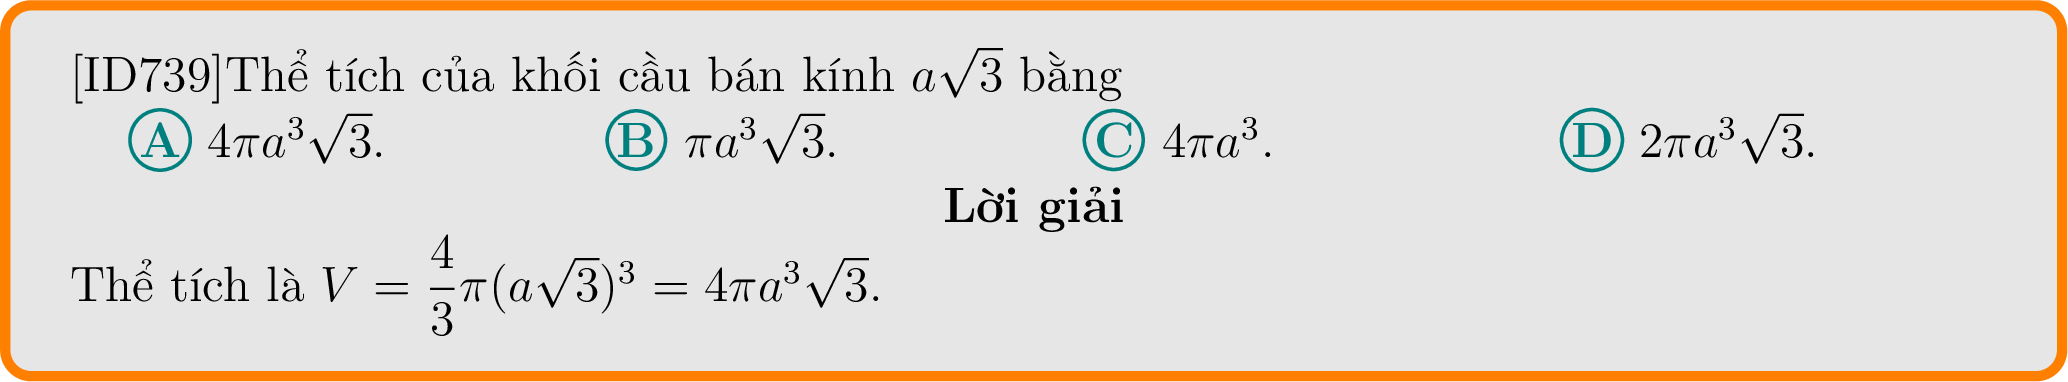 [ID739]Thể tích của khối cầu bán kính $a\sqrt{3}$ bằng
A $4\pi a^3\sqrt{3}$. B $\pi a^3\sqrt{3}$. C $4\pi a^3$. D $2\pi a^3\sqrt{3}$.
Lời giải
Thể tích là $V = \dfrac{4}{3}\pi(a\sqrt{3})^3 = 4\pi a^3\sqrt{3}$.